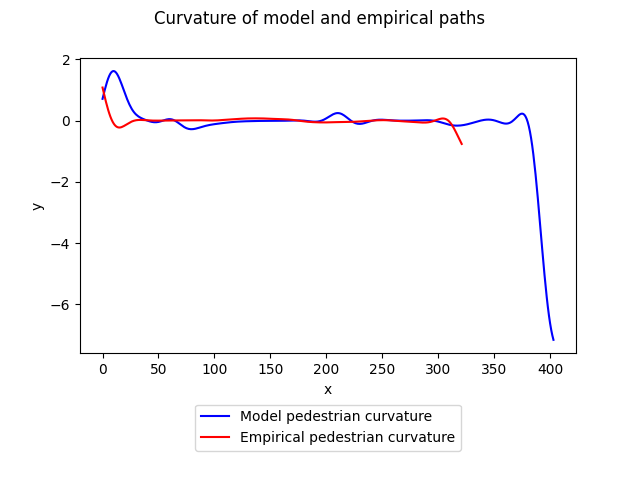 Curvature of model and empirical paths
2
0
−2
−4
−6
y
0 50 100 150 200 250 300 350 400
x
Model pedestrian curvature
Empirical pedestrian curvature